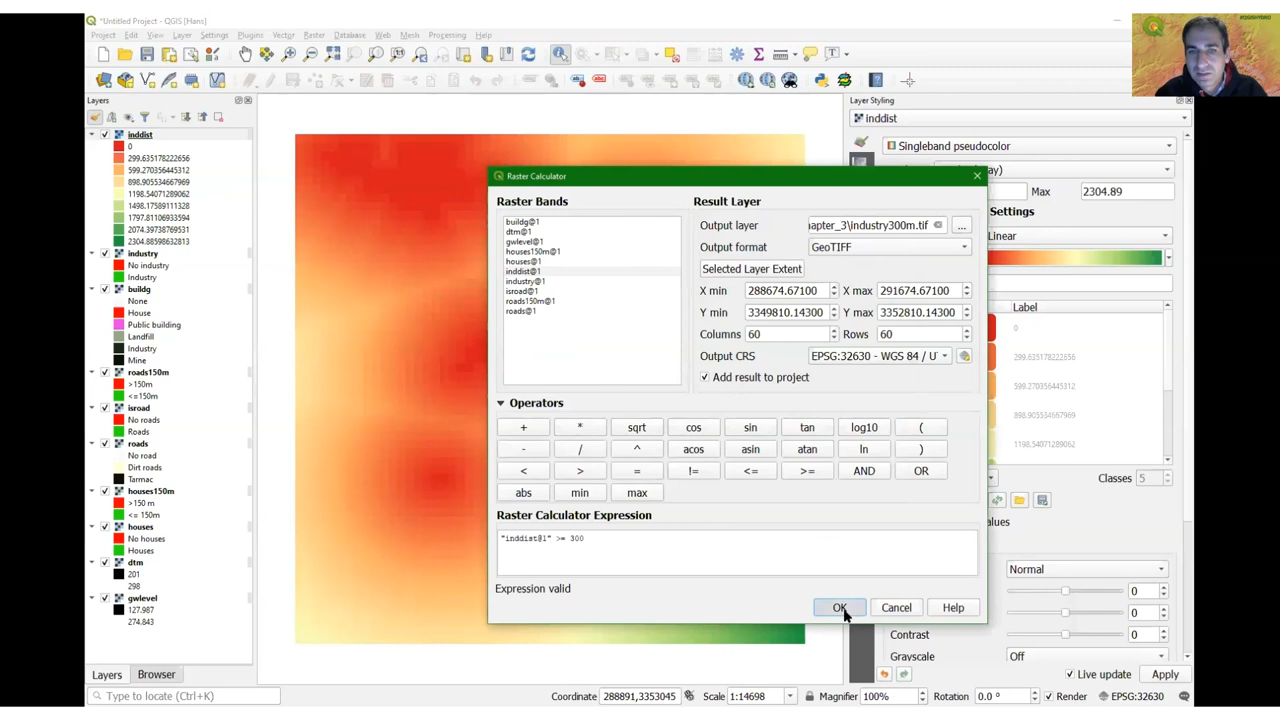 *Untitled Project - QGIS [Hans]
Project Edit View Layer Settings Plugins Vector Raster Database Web Mesh Processing Help
Layers
inddist
0
299.635178222656
599.270356445312
898.905534667969
1198.54071289062
1498.17589111328
1797.81106933594
2074.39739658691
2304.88598632813
industry
No industry
Industry
buildg
None
House
Public building
Landfill
Industry
Mine
roads150m
>150m
<=150m
isroad
No roads
Roads
roads
No road
Dirt roads
Tarmac
houses150m
>150 m
<= 150m
houses
No houses
Houses
dtm
201
298
gwlevel
127.987
274.843
Layers Browser
Type to locate (Ctrl+K)
Raster Calculator
Raster Bands
buildg@1
dtm@1
gwlevel@1
houses150m@1
houses@1
inddist@1
industry@1
isroad@1
roads150m@1
roads@1
Result Layer
Output layer hapter_3\industry300m.tif ...
Output format GeoTIFF
Selected Layer Extent
X min 288674.67100 X max 291674.67100
Y min 3349810.14300 Y max 3352810.14300
Columns 60 Rows 60
Output CRS EPSG:32630 - WGS 84 / U
Add result to project
Operators
+ * sqrt cos sin tan log10 (
- / ^ acos asin atan ln )
< > = != <= >= AND OR
abs min max
Raster Calculator Expression
"inddist@1" >= 300
Expression valid
OK Cancel Help
Layer Styling
inddist
Singleband pseudocolor
ay)
Max 2304.89
Settings
Linear
Label
0
299.635178222656
599.270356445312
898.905534667969
1198.54071289062
Classes 5
alues
Normal
0
0
Contrast 0
Grayscale Off
Live update Apply
Coordinate 288891,3353045 Scale 1:14698 Magnifier 100% Rotation 0.0 ° Render EPSG:32630